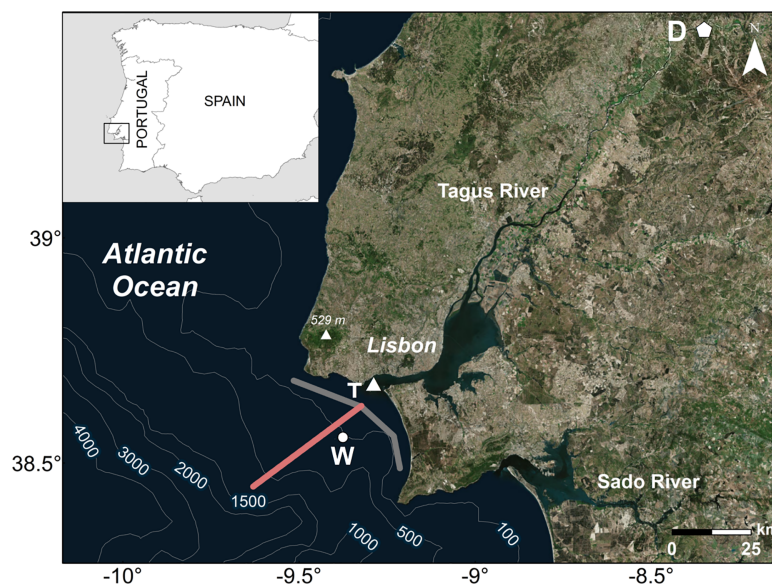 D
N
PORTUGAL
SPAIN
Tagus River
39°
Atlantic
Ocean
529 m
Lisbon
T
W
38.5°
4000
3000
2000
1500
1000
500
100
Sado River
km
0 25
-10° -9.5° -9° -8.5°